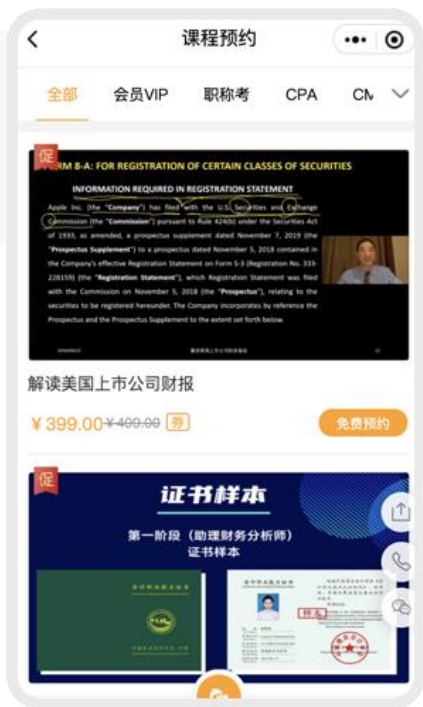 课程预约
全部 会员VIP 职称考 CPA CM
促
FORM 8-A: FOR REGISTRATION OF CERTAIN CLASSES OF SECURITIES
INFORMATION REQUIRED IN REGISTRATION STATEMENT
Apple Inc. (the "Company") has filed with the U.S. Securities and Exchange
Commission (the "Commission") pursuant to Rule 424(b) under the Securities Act
of 1933, as amended, a prospectus supplement dated November 7, 2019 (the
"Prospectus Supplement") to a prospectus dated November 5, 2018 contained in
the Company's effective Registration Statement on Form S-3 (Registration No. 333-
228159) (the "Registration Statement"), which Registration Statement was filed
with the Commission on November 5, 2018 (the "Prospectus"), relating to the
securities to be registered hereunder. The Company incorporates by reference the
Prospectus and the Prospectus Supplement to the extent set forth below.
解读美国上市公司财报
¥399.00 ¥499.00 券 免费预约
促
证书样本
第一阶段（助理财务分析师）
证书样本
样本